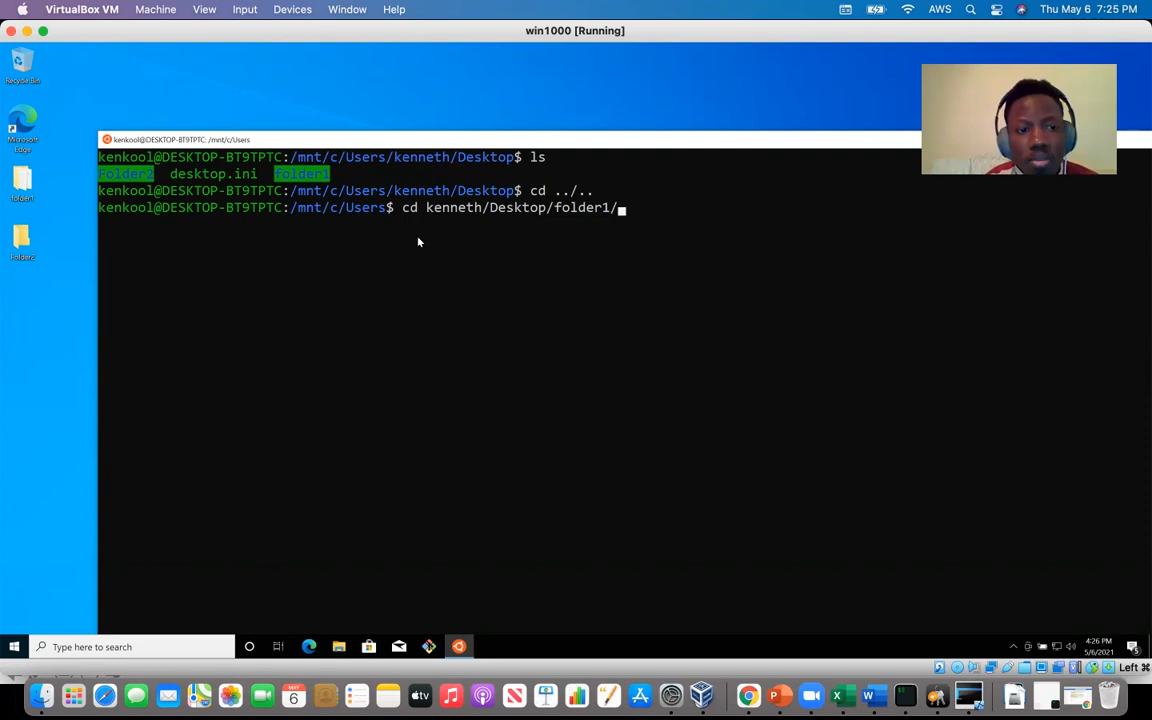 VirtualBox VM Machine View Input Devices Window Help AWS Thu May 6 7:25 PM
win1000 [Running]
Recycle Bin
Microsoft
Edge
folder1
Folder2
kenkool@DESKTOP-BT9TPTC: /mnt/c/Users
kenkool@DESKTOP-BT9TPTC:/mnt/c/Users/kenneth/Desktop$ ls
Folder2 desktop.ini folder1
kenkool@DESKTOP-BT9TPTC:/mnt/c/Users/kenneth/Desktop$ cd ../..
kenkool@DESKTOP-BT9TPTC:/mnt/c/Users$ cd kenneth/Desktop/folder1/
Type here to search
4:26 PM
5/6/2021
Left ⌘